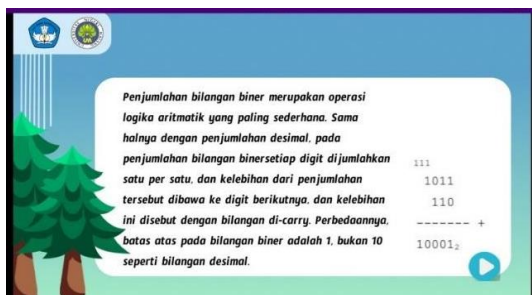 Penjumlahan bilangan biner merupakan operasi
logika aritmatik yang paling sederhana. Sama
halnya dengan penjumlahan desimal, pada
penjumlahan bilangan binersetiap digit dijumlahkan
satu per satu, dan kelebihan dari penjumlahan
tersebut dibawa ke digit berikutnya, dan kelebihan
ini disebut dengan bilangan di-carry. Perbedaannya,
batas atas pada bilangan biner adalah 1, bukan 10
seperti bilangan desimal.
111
1011
110
------- +
10001₂